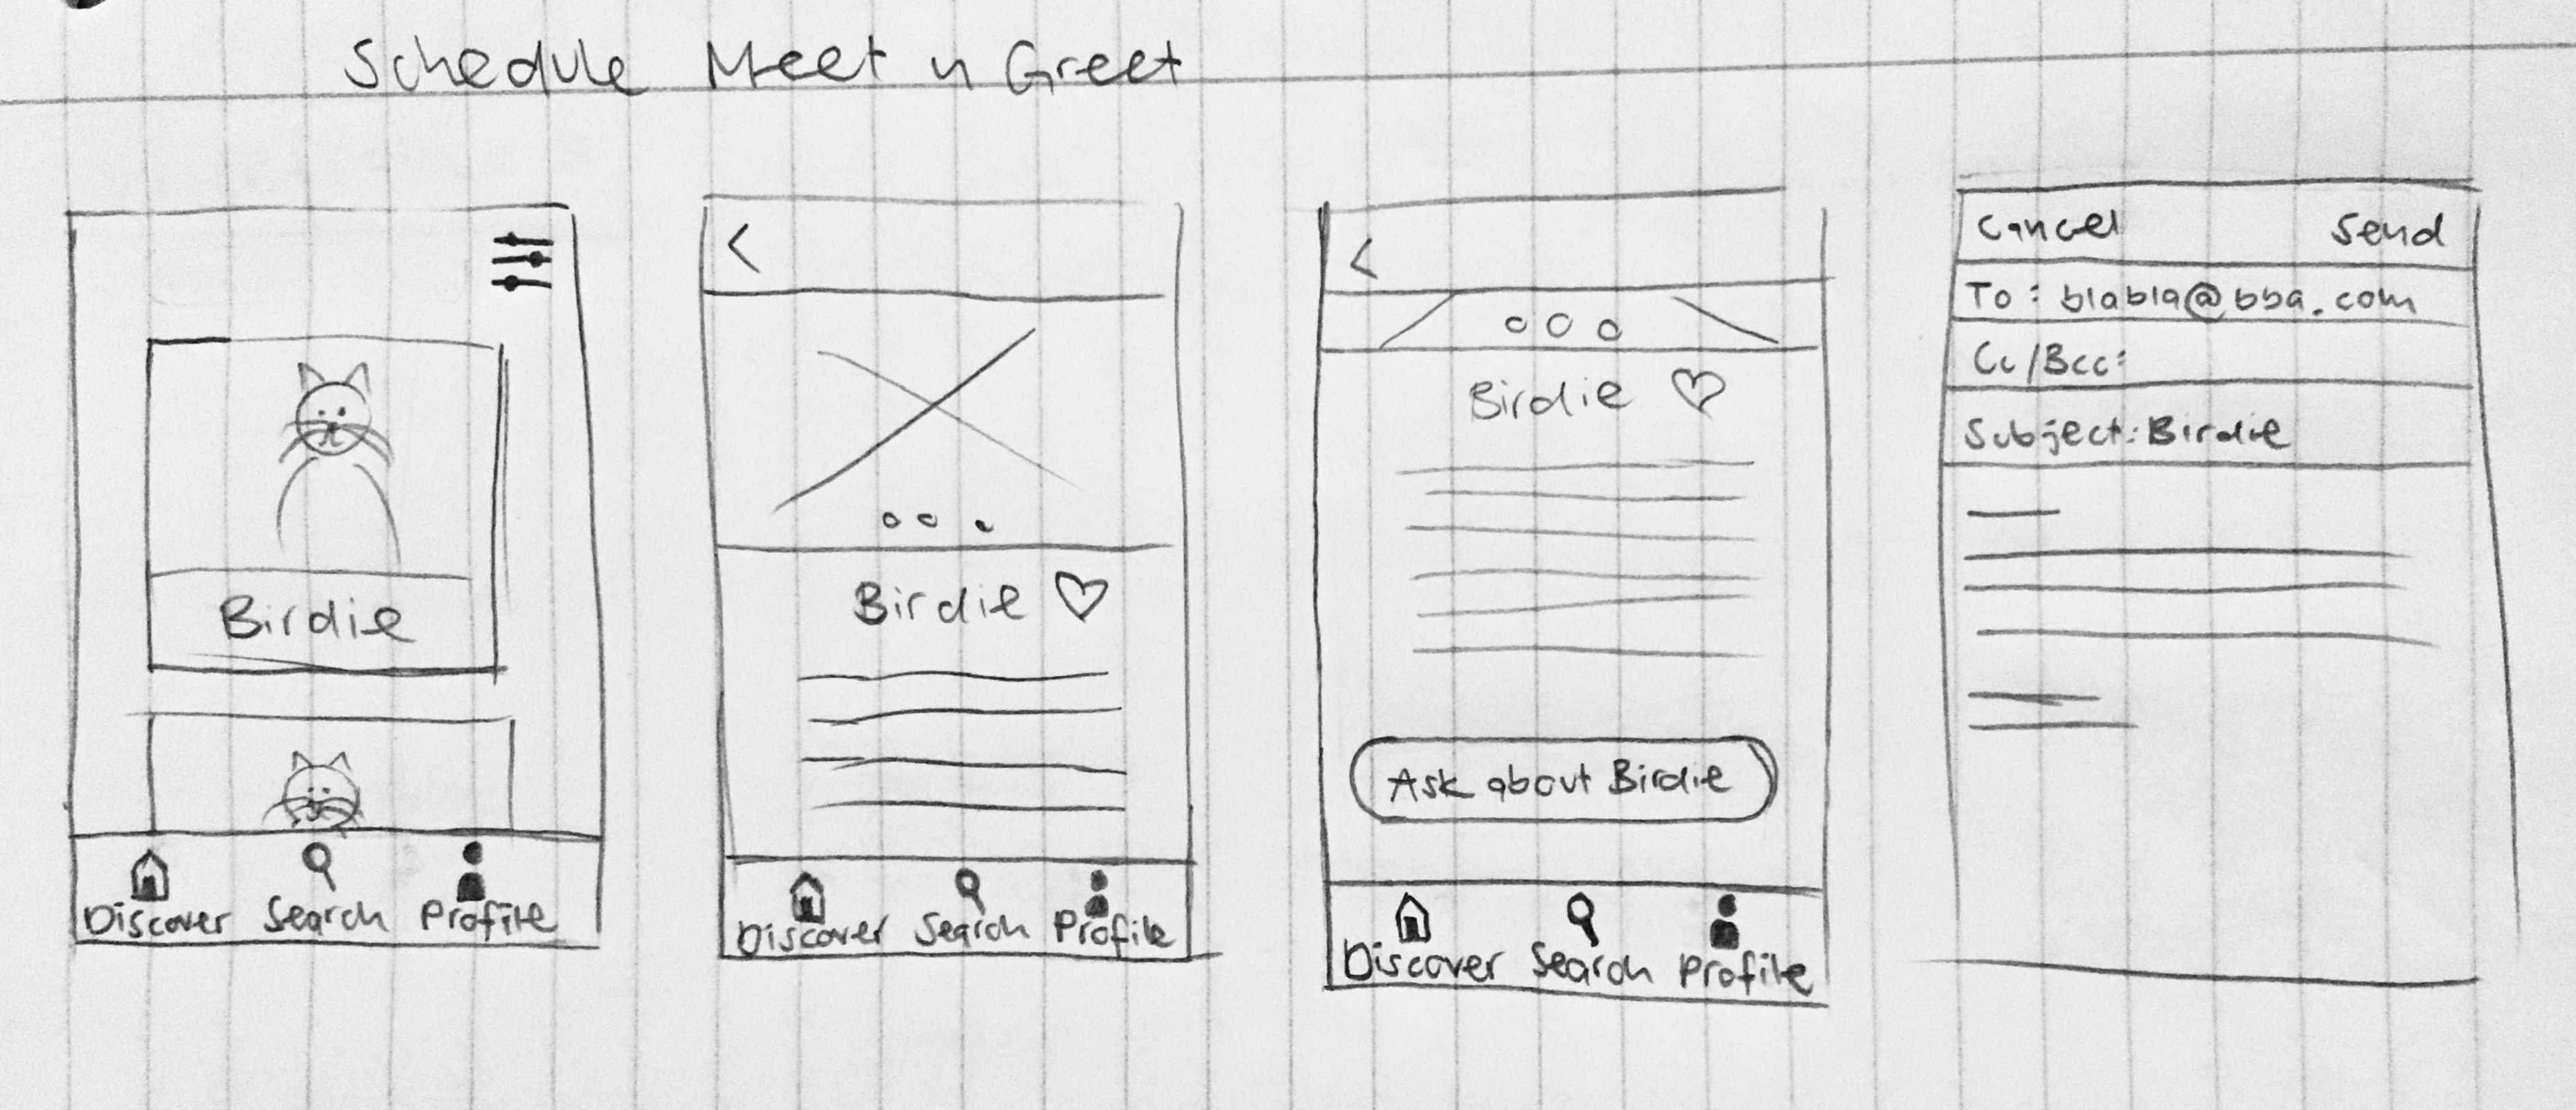 Schedule Meet n Greet
Birdie
Discover Search Profile
Birdie
Discover Search Profile
Birdie
Ask about Birdie
Discover Search Profile
Cancel Send
To: blabla@bba.com
Cc/Bcc:
Subject: Birdie